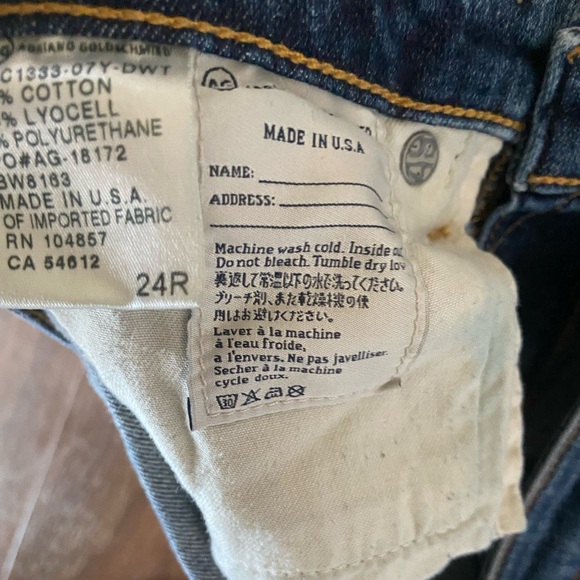 ADRIANO GOLDSCHMIED
C1333-07Y-DWT
% COTTON
% LYOCELL
% POLYURETHANE
O#AG-18172
BW8163
MADE IN U.S.A.
OF IMPORTED FABRIC
RN 104857
CA 54612
24R
AG
MADE IN U.S.A
NAME:
ADDRESS:
Machine wash cold. Inside ou
Do not bleach. Tumble dry low
裏返して常温以下の水で洗ってください。
ブリーチ剤、また乾燥機の使
用はお避けください。
Laver à la machine
à l'eau froide,
a l'envers. Ne pas javelliser.
Secher à la machine
cycle doux.
30